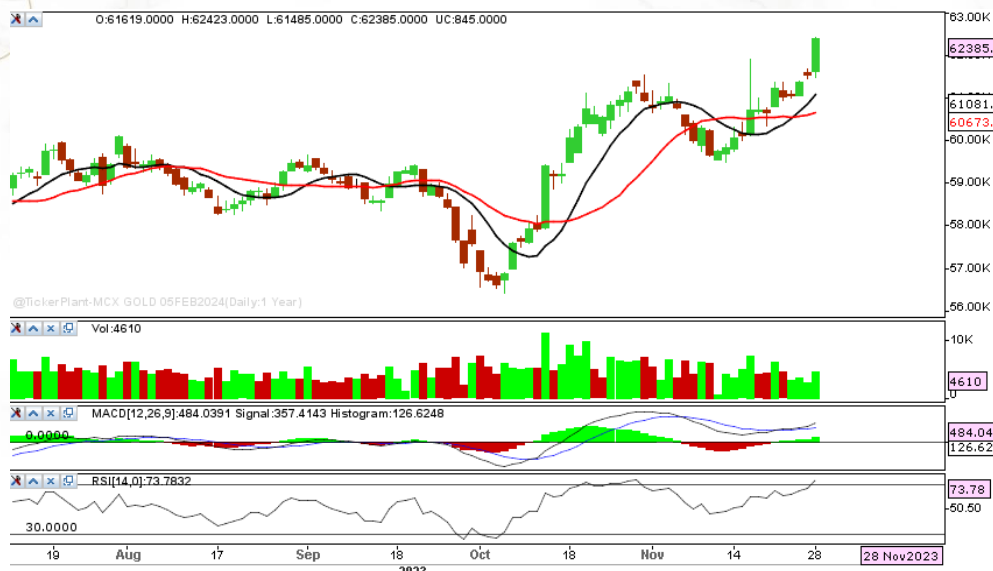 O:61619.0000 H:62423.0000 L:61485.0000 C:62385.0000 UC:845.0000
63.00K
62385.
61081.
60673.
60.00K
59.00K
58.00K
57.00K
56.00K
@TickerPlant-MCX GOLD 05FEB2024(Daily:1 Year)
Vol:4610
10K
4610
0
MACD[12,26,9]:484.0391 Signal:357.4143 Histogram:126.6248
0.0000
484.04
126.62
RSI[14,0]:73.7832
73.78
50.50
30.0000
19 Aug 17 Sep 18 Oct 18 Nov 14 28 28 Nov2023